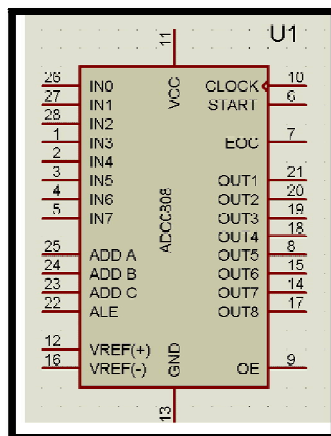 U1
11
VCC
26 IN0 CLOCK 10
27 IN1 START 6
28 IN2
1 IN3 EOC 7
2 IN4
3 IN5 OUT1 21
4 IN6 OUT2 20
5 IN7 OUT3 19
OUT4 18
25 ADD A OUT5 8
24 ADD B OUT6 15
23 ADD C OUT7 14
22 ALE OUT8 17
12 VREF(+)
16 VREF(-) OE 9
ADC0808
GND
13